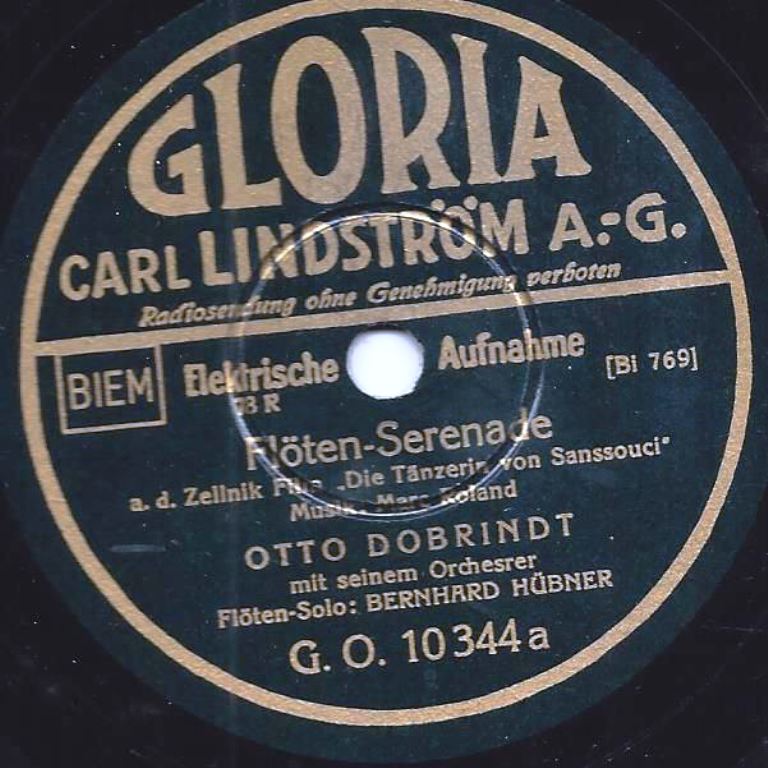 GLORIA
CARL LINDSTRÖM A.-G.
Radiosendung ohne Genehmigung verboten
BIEM
Elektrische Aufnahme
[Bi 769]
78 R
Flöten-Serenade
a. d. Zellnik Film „Die Tänzerin von Sanssouci"
Musik: Marc Roland
OTTO DOBRINDT
mit seinem Orchesrer
Flöten-Solo: BERNHARD HÜBNER
G. O. 10344a